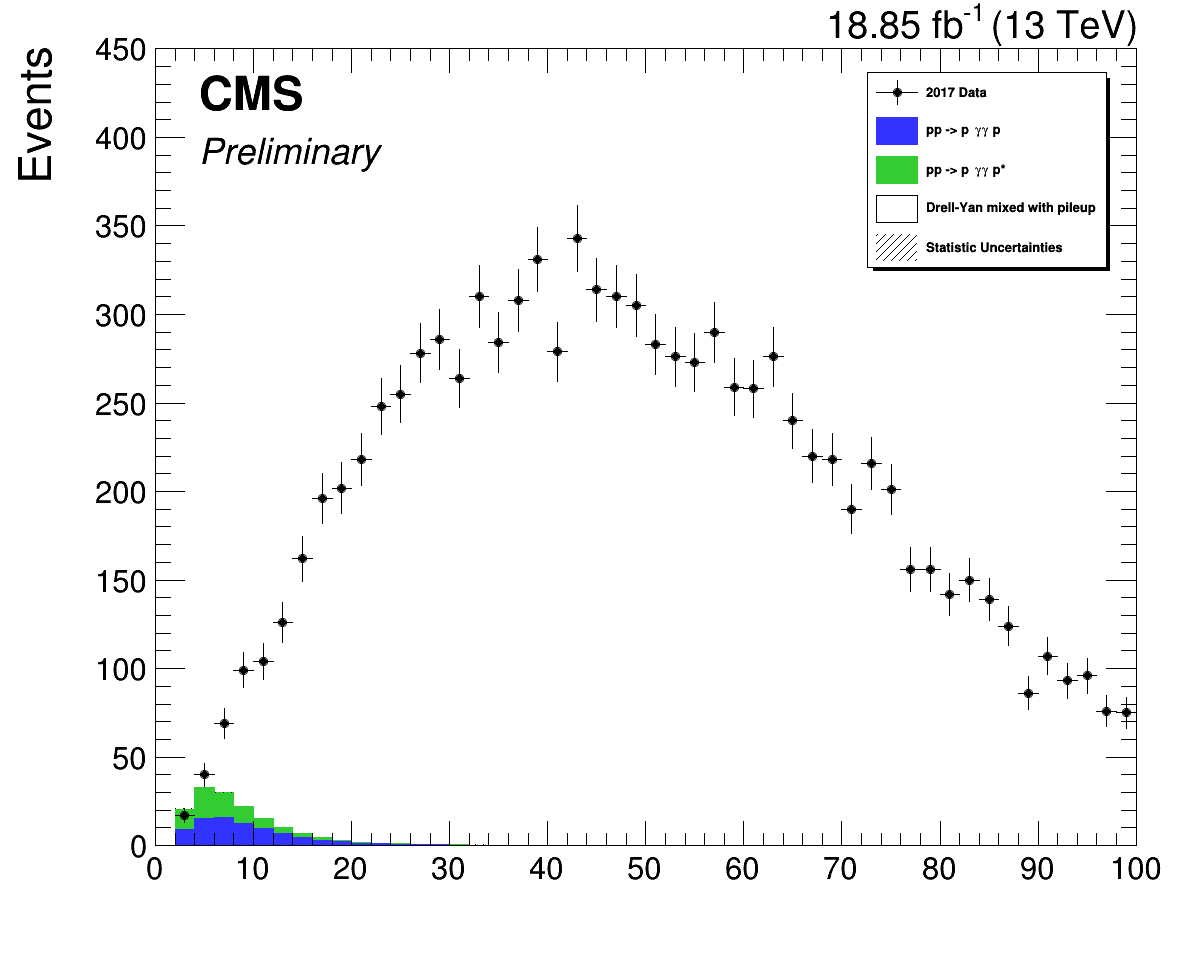 18.85 fb-1 (13 TeV)
Events
CMS
Preliminary
2017 Data
pp -> p γγ p
pp -> p γγ p*
Drell-Yan mixed with pileup
Statistic Uncertainties
450
400
350
300
250
200
150
100
50
0
0 10 20 30 40 50 60 70 80 90 100